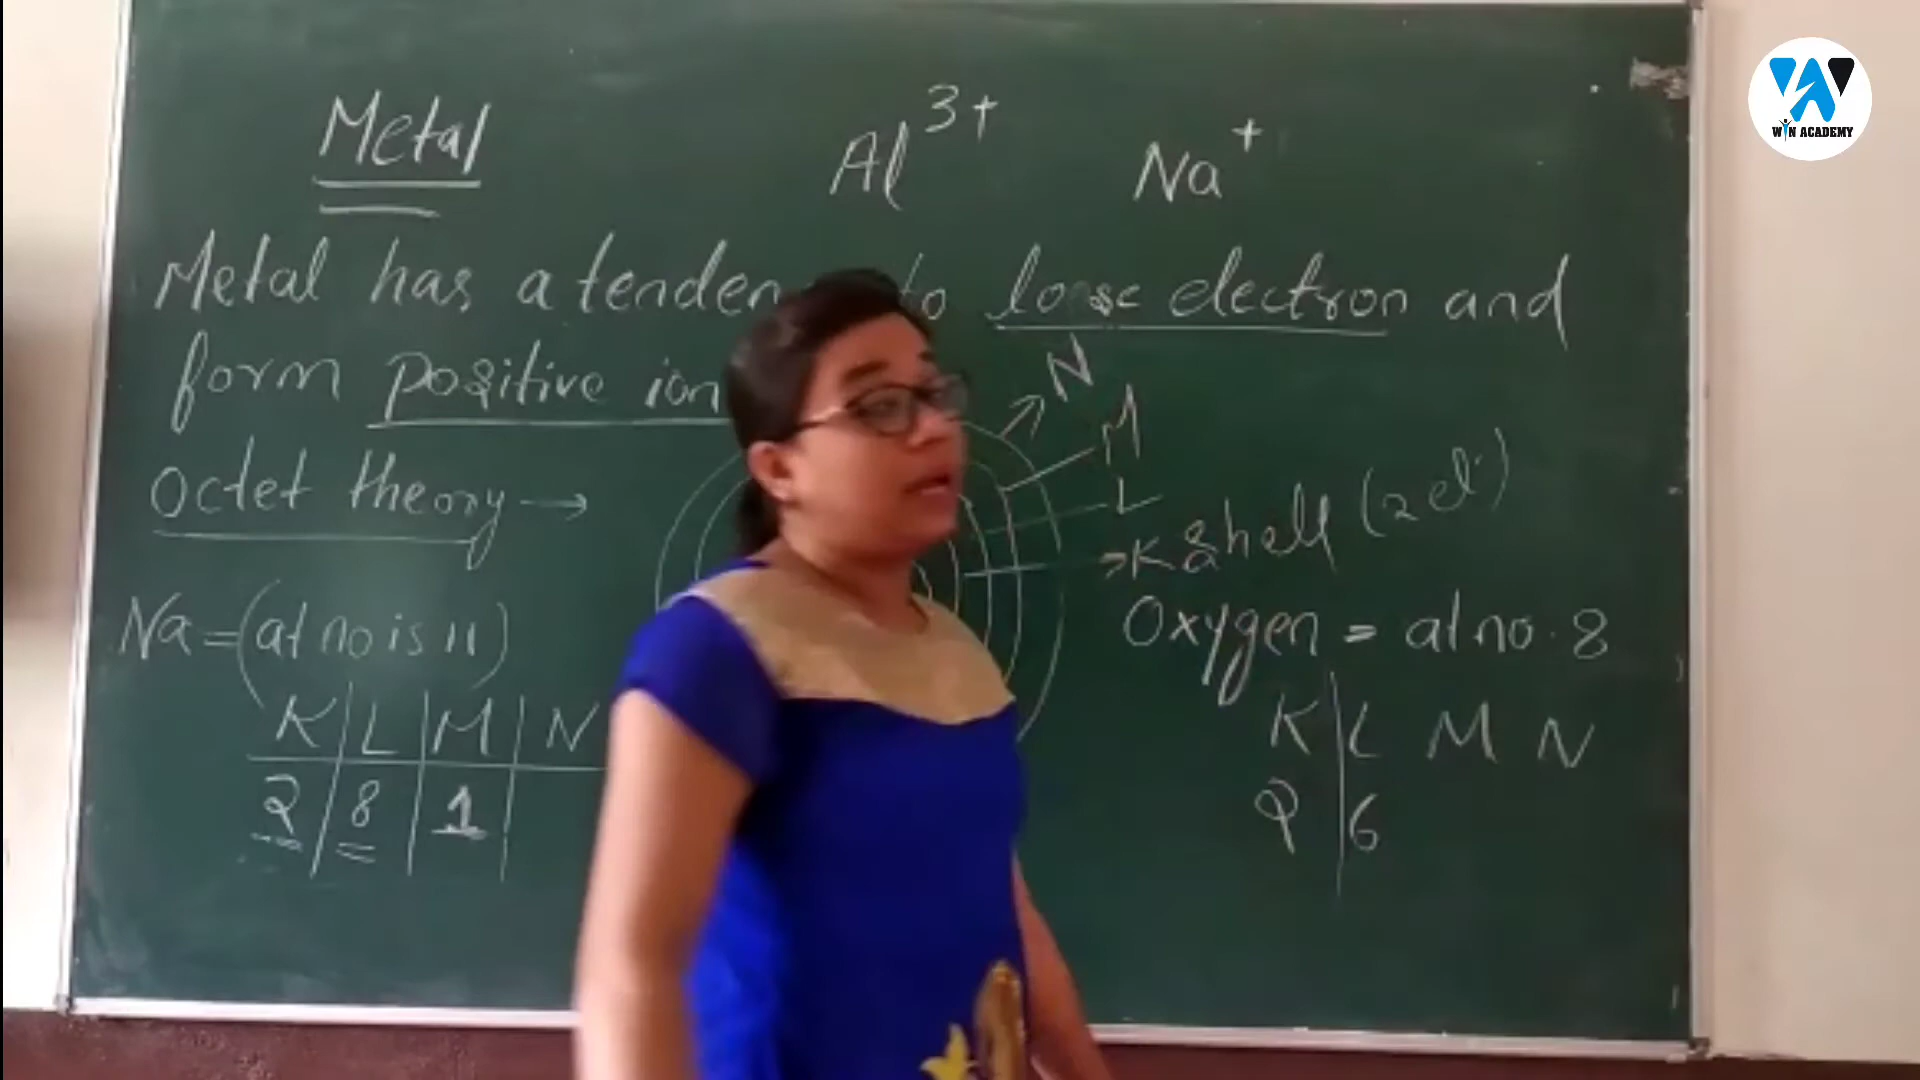 Metal
Al³⁺ Na⁺
Metal has a tenden to loose electron and
form positive ion
N
M
L
K shell (2 el.)
Octet theory →
Na = (at no is 11)
K | L | M | N
2 | 8 | 1
Oxygen = at no. 8
K | L M N
2 | 6
WIN ACADEMY